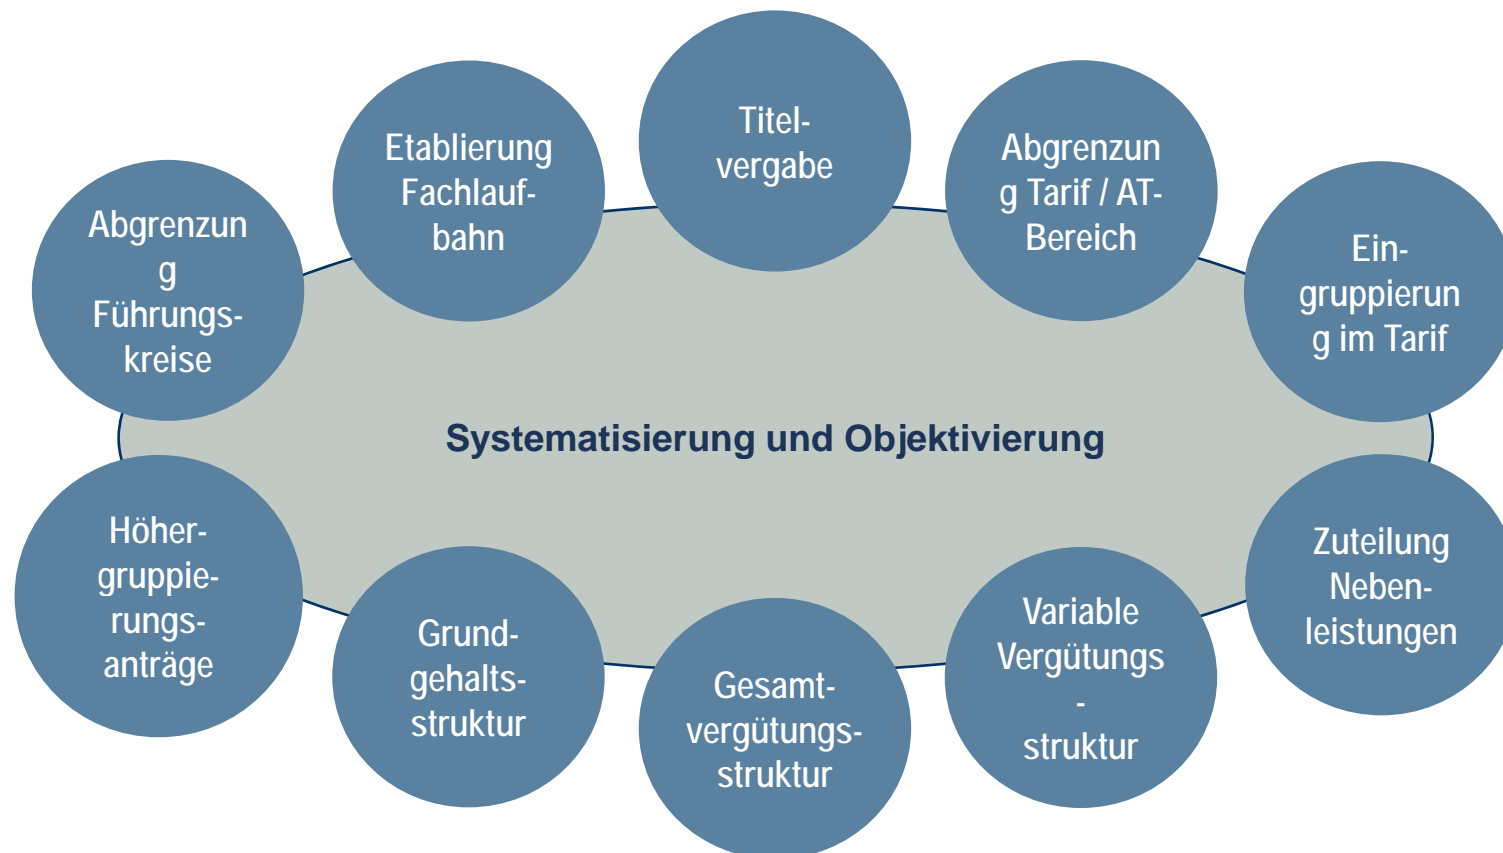 Titel-
vergabe
Etablierung
Fachlauf-
bahn
Abgrenzun
g Tarif / AT-
Bereich
Abgrenzun
g
Führungs-
kreise
Ein-
gruppierun
g im Tarif
Systematisierung und Objektivierung
Höher-
gruppie-
rungs-
anträge
Grund-
gehalts-
struktur
Gesamt-
vergütungs-
struktur
Variable
Vergütungs
-
struktur
Zuteilung
Neben-
leistungen